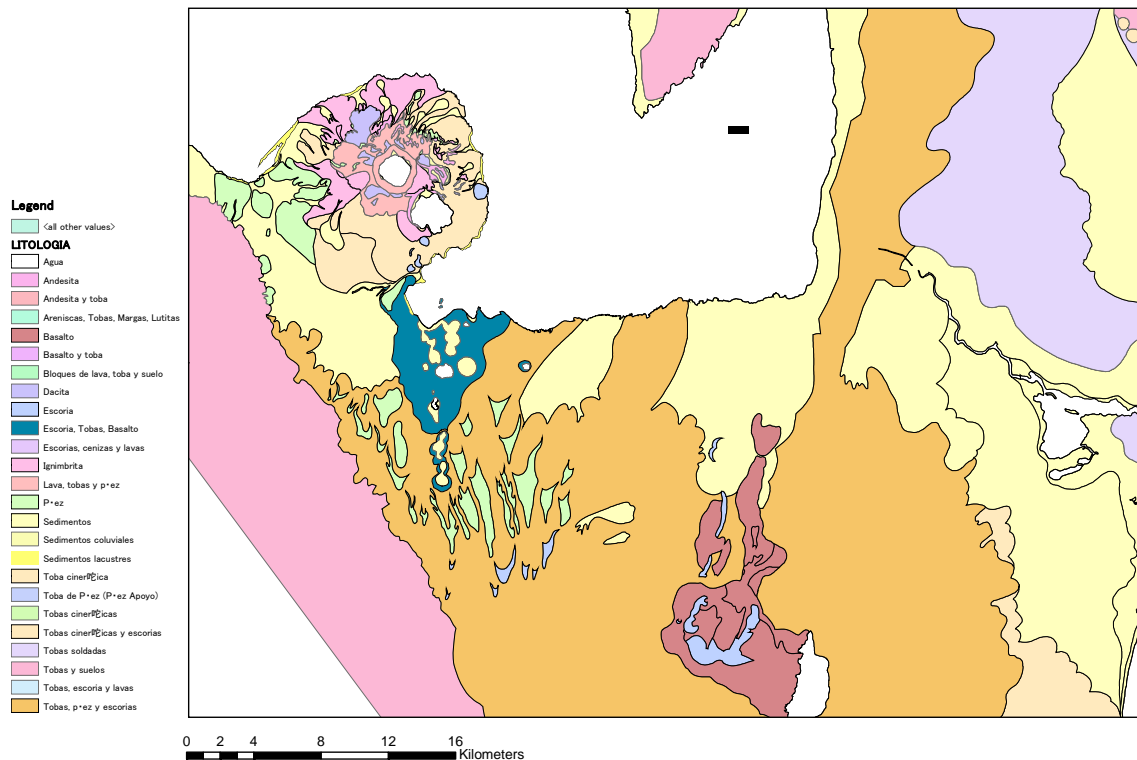 Legend
<all other values>
LITOLOGIA
Agua
Andesita
Andesita y toba
Areniscas, Tobas, Margas, Lutitas
Basalto
Basalto y toba
Bloques de lava, toba y suelo
Dacita
Escoria
Escoria, Tobas, Basalto
Escorias, cenizas y lavas
Ignimbrita
Lava, tobas y p・ez
P・ez
Sedimentos
Sedimentos coluviales
Sedimentos lacustres
Toba ciner咜ica
Toba de P・ez (P・ez Apoyo)
Tobas ciner咜icas
Tobas ciner咜icas y escorias
Tobas soldadas
Tobas y suelos
Tobas, escoria y lavas
Tobas, p・ez y escorias
0 2 4 8 12 16
Kilometers